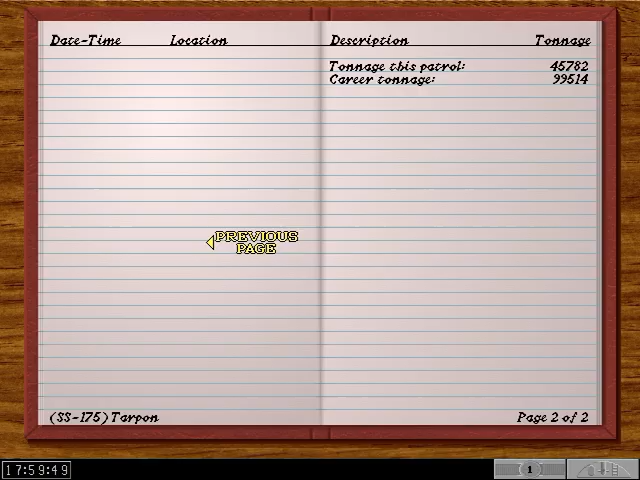 Date-Time Location Description Tonnage
Tonnage this patrol: 45782
Career tonnage: 99514
PREVIOUS
PAGE
(SS-175) Tarpon Page 2 of 2
17:59:49 1